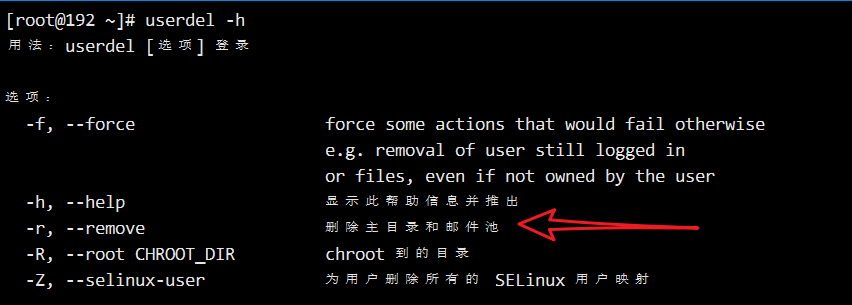 [root@192 ~]# userdel -h
用法：userdel [选项] 登录
选项：
-f, --force force some actions that would fail otherwise
e.g. removal of user still logged in
or files, even if not owned by the user
-h, --help 显示此帮助信息并推出
-r, --remove 删除主目录和邮件池
-R, --root CHROOT_DIR chroot 到的目录
-Z, --selinux-user 为用户删除所有的 SELinux 用户映射